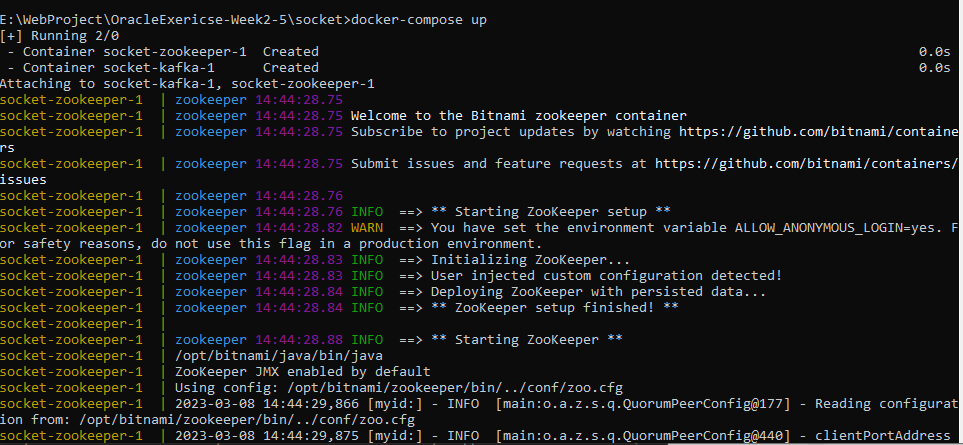 E:\WebProject\OracleExericse-Week2-5\socket>docker-compose up
[+] Running 2/0
 - Container socket-zookeeper-1  Created                                                                           0.0s
 - Container socket-kafka-1      Created                                                                           0.0s
Attaching to socket-kafka-1, socket-zookeeper-1
socket-zookeeper-1  | zookeeper 14:44:28.75
socket-zookeeper-1  | zookeeper 14:44:28.75 Welcome to the Bitnami zookeeper container
socket-zookeeper-1  | zookeeper 14:44:28.75 Subscribe to project updates by watching https://github.com/bitnami/containe
rs
socket-zookeeper-1  | zookeeper 14:44:28.75 Submit issues and feature requests at https://github.com/bitnami/containers/
issues
socket-zookeeper-1  | zookeeper 14:44:28.76
socket-zookeeper-1  | zookeeper 14:44:28.76 INFO  ==> ** Starting ZooKeeper setup **
socket-zookeeper-1  | zookeeper 14:44:28.82 WARN  ==> You have set the environment variable ALLOW_ANONYMOUS_LOGIN=yes. F
or safety reasons, do not use this flag in a production environment.
socket-zookeeper-1  | zookeeper 14:44:28.83 INFO  ==> Initializing ZooKeeper...
socket-zookeeper-1  | zookeeper 14:44:28.83 INFO  ==> User injected custom configuration detected!
socket-zookeeper-1  | zookeeper 14:44:28.84 INFO  ==> Deploying ZooKeeper with persisted data...
socket-zookeeper-1  | zookeeper 14:44:28.84 INFO  ==> ** ZooKeeper setup finished! **
socket-zookeeper-1  |
socket-zookeeper-1  | zookeeper 14:44:28.88 INFO  ==> ** Starting ZooKeeper **
socket-zookeeper-1  | /opt/bitnami/java/bin/java
socket-zookeeper-1  | ZooKeeper JMX enabled by default
socket-zookeeper-1  | Using config: /opt/bitnami/zookeeper/bin/../conf/zoo.cfg
socket-zookeeper-1  | 2023-03-08 14:44:29,866 [myid:] - INFO  [main:o.a.z.s.q.QuorumPeerConfig@177] - Reading configurat
ion from: /opt/bitnami/zookeeper/bin/../conf/zoo.cfg
socket-zookeeper-1  | 2023-03-08 14:44:29,875 [myid:] - INFO  [main:o.a.z.s.q.QuorumPeerConfig@440] - clientPortAddress